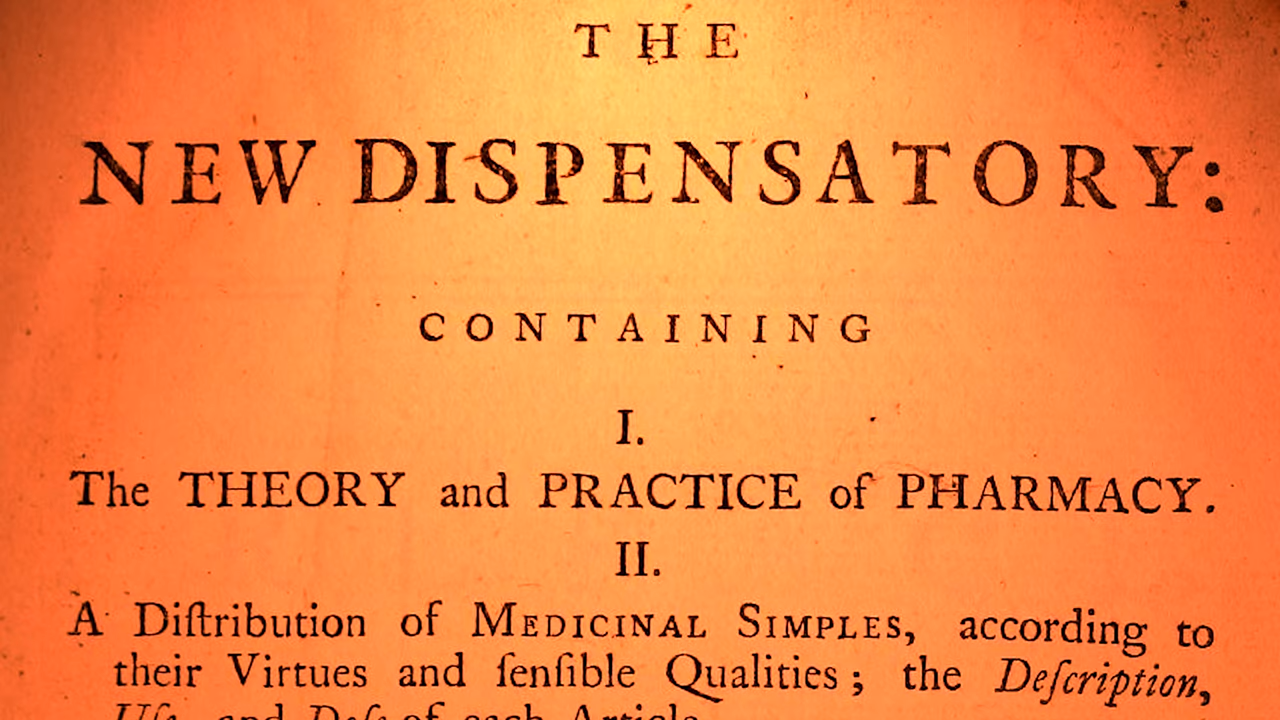 THE
NEW DISPENSATORY:
CONTAINING
I.
The THEORY and PRACTICE of PHARMACY.
II.
A Diſtribution of MEDICINAL SIMPLES, according to
their Virtues and ſenſible Qualities; the Deſcription,
Uſe, and Doſe of each Article.